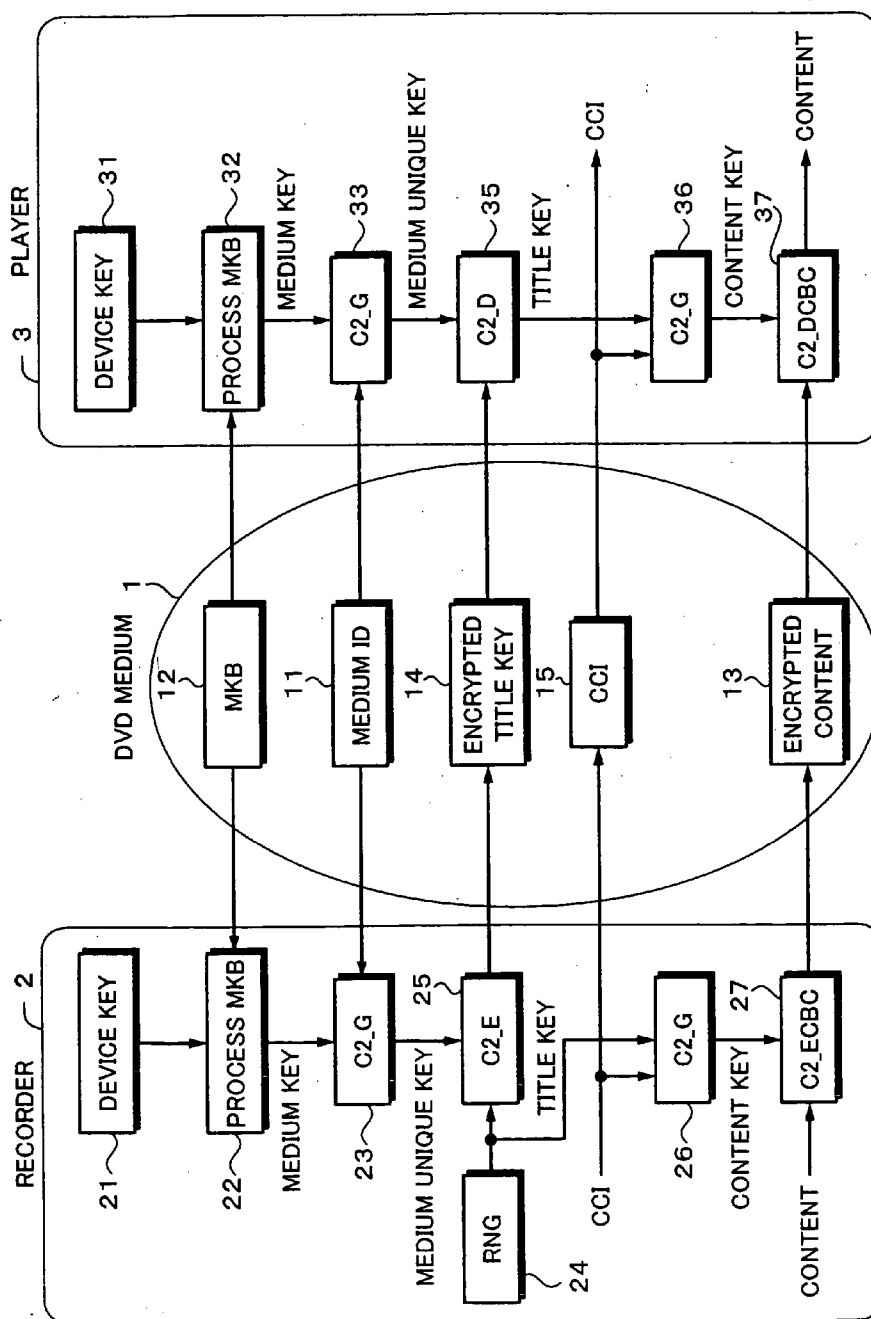 RECORDER
2
DEVICE KEY
21
PROCESS MKB
22
MEDIUM KEY
C2_G
23
MEDIUM UNIQUE KEY
C2_E
25
RNG
24
TITLE KEY
CCI
C2_G
26
CONTENT KEY
C2_ECBC
27
CONTENT
DVD MEDIUM
1
MKB
12
MEDIUM ID
11
ENCRYPTED
TITLE KEY
14
CCI
15
ENCRYPTED
CONTENT
13
PLAYER
3
DEVICE KEY
31
PROCESS MKB
32
MEDIUM KEY
C2_G
33
MEDIUM UNIQUE KEY
C2_D
35
TITLE KEY
CCI
C2_G
36
CONTENT KEY
C2_DCBC
37
CONTENT